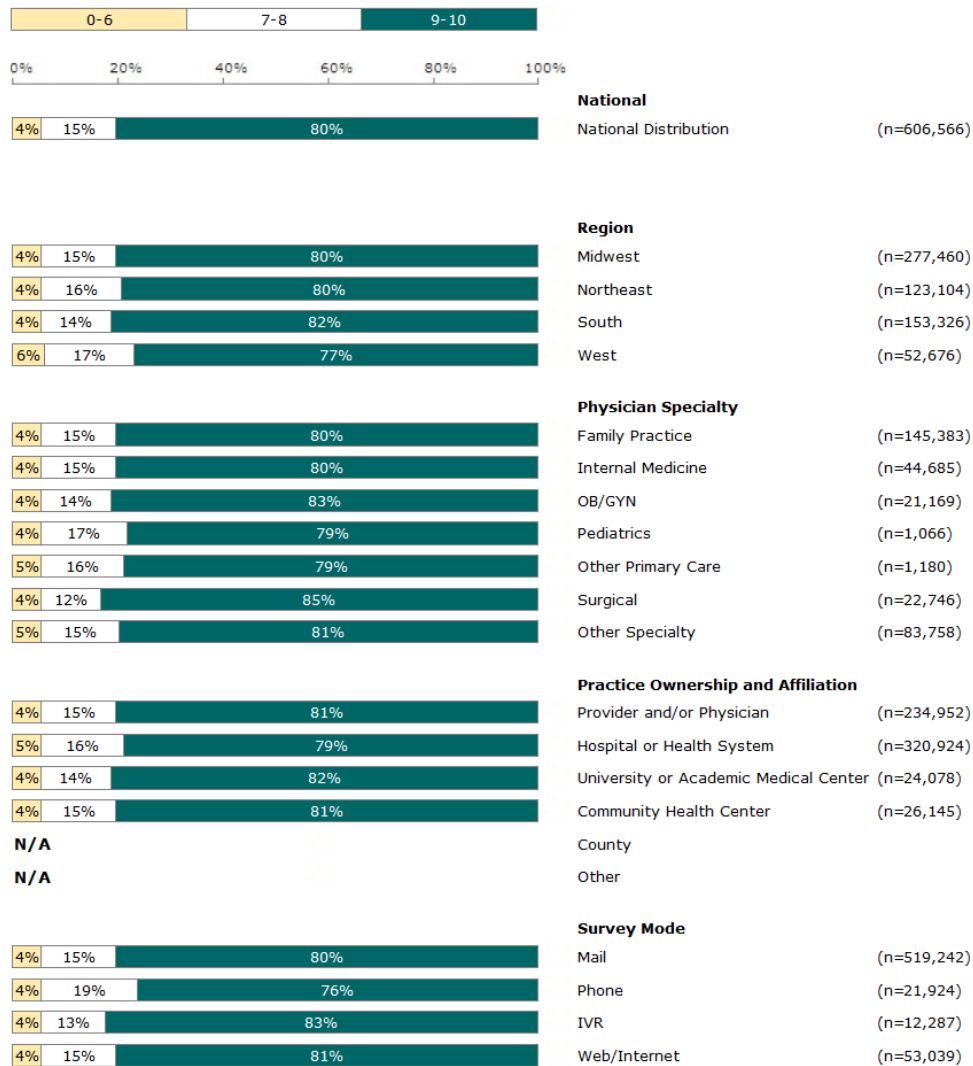 0-6 7-8 9-10
0% 20% 40% 60% 80% 100%
National
4% 15% 80% National Distribution (n=606,566)
Region
4% 15% 80% Midwest (n=277,460)
4% 16% 80% Northeast (n=123,104)
4% 14% 82% South (n=153,326)
6% 17% 77% West (n=52,676)
Physician Specialty
4% 15% 80% Family Practice (n=145,383)
4% 15% 80% Internal Medicine (n=44,685)
4% 14% 83% OB/GYN (n=21,169)
4% 17% 79% Pediatrics (n=1,066)
5% 16% 79% Other Primary Care (n=1,180)
4% 12% 85% Surgical (n=22,746)
5% 15% 81% Other Specialty (n=83,758)
Practice Ownership and Affiliation
4% 15% 81% Provider and/or Physician (n=234,952)
5% 16% 79% Hospital or Health System (n=320,924)
4% 14% 82% University or Academic Medical Center (n=24,078)
4% 15% 81% Community Health Center (n=26,145)
N/A County
N/A Other
Survey Mode
4% 15% 80% Mail (n=519,242)
4% 19% 76% Phone (n=21,924)
4% 13% 83% IVR (n=12,287)
4% 15% 81% Web/Internet (n=53,039)